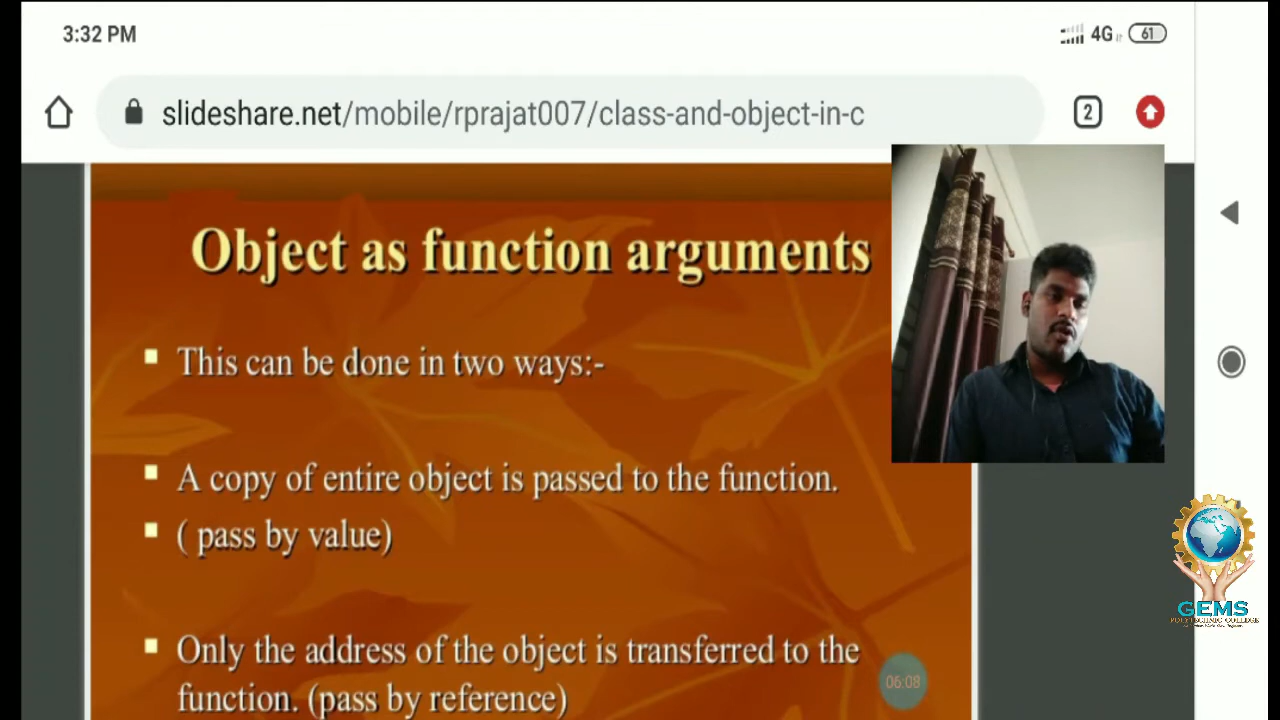 3:32 PM
4G 61
slideshare.net/mobile/rprajat007/class-and-object-in-c
2
Object as function arguments
This can be done in two ways:-
A copy of entire object is passed to the function.
( pass by value)
Only the address of the object is transferred to the
function. (pass by reference)
06:08
GEMS
POLYTECHNIC COLLEGE